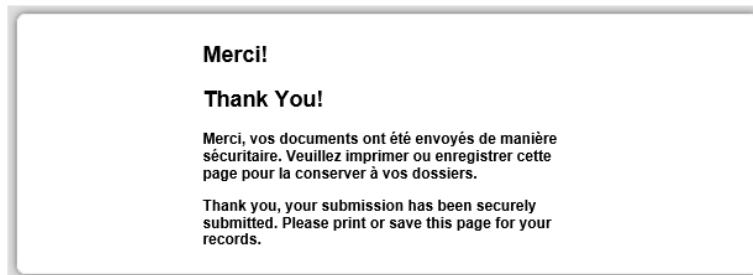 Merci!
Thank You!
Merci, vos documents ont été envoyés de manière
sécuritaire. Veuillez imprimer ou enregistrer cette
page pour la conserver à vos dossiers.
Thank you, your submission has been securely
submitted. Please print or save this page for your
records.